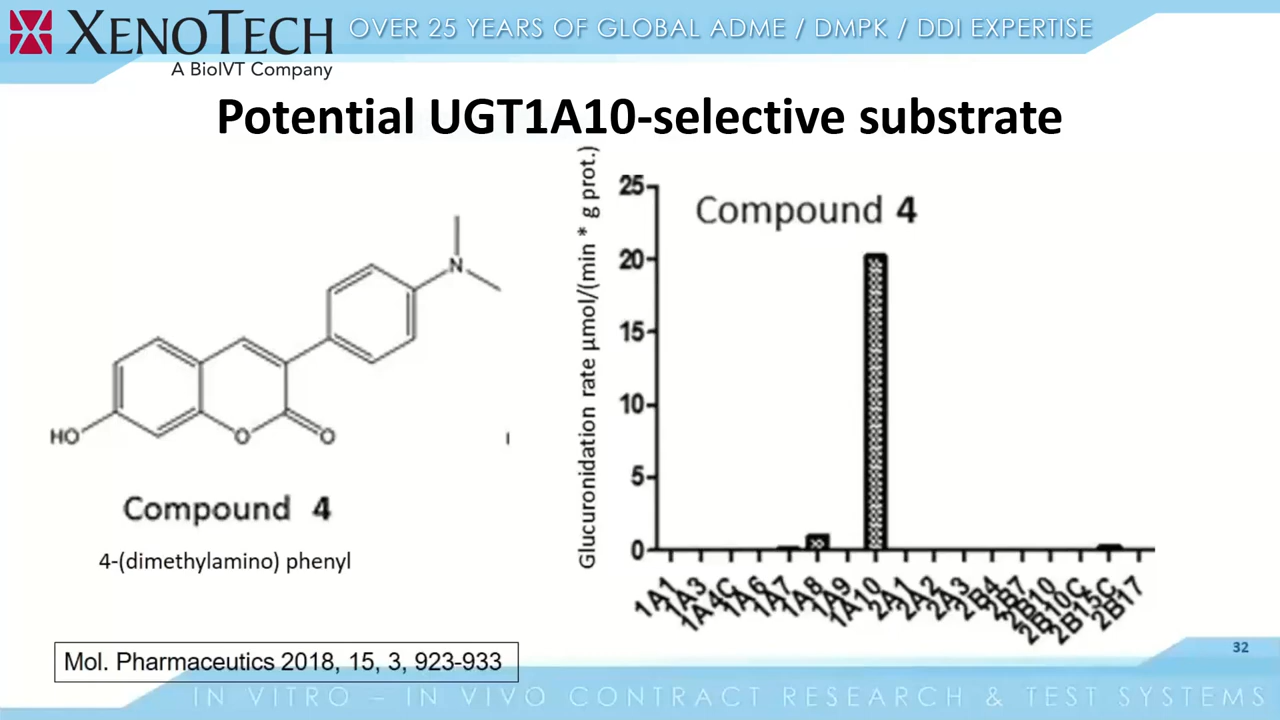 XENOTECH
A BioIVT Company
OVER 25 YEARS OF GLOBAL ADME / DMPK / DDI EXPERTISE
Potential UGT1A10-selective substrate
N
HO
O
O
Compound 4
4-(dimethylamino) phenyl
Glucuronidation rate µmol/(min * g prot.)
Compound 4
25
20
15
10
5
0
1A1
1A3
1A4C
1A6
1A7
1A8
1A9
1A10
2A1
2A2
2A3
2B4
2B7
2B10
2B10C
2B15C
2B17
Mol. Pharmaceutics 2018, 15, 3, 923-933
32
IN VITRO – IN VIVO CONTRACT RESEARCH & TEST SYSTEMS